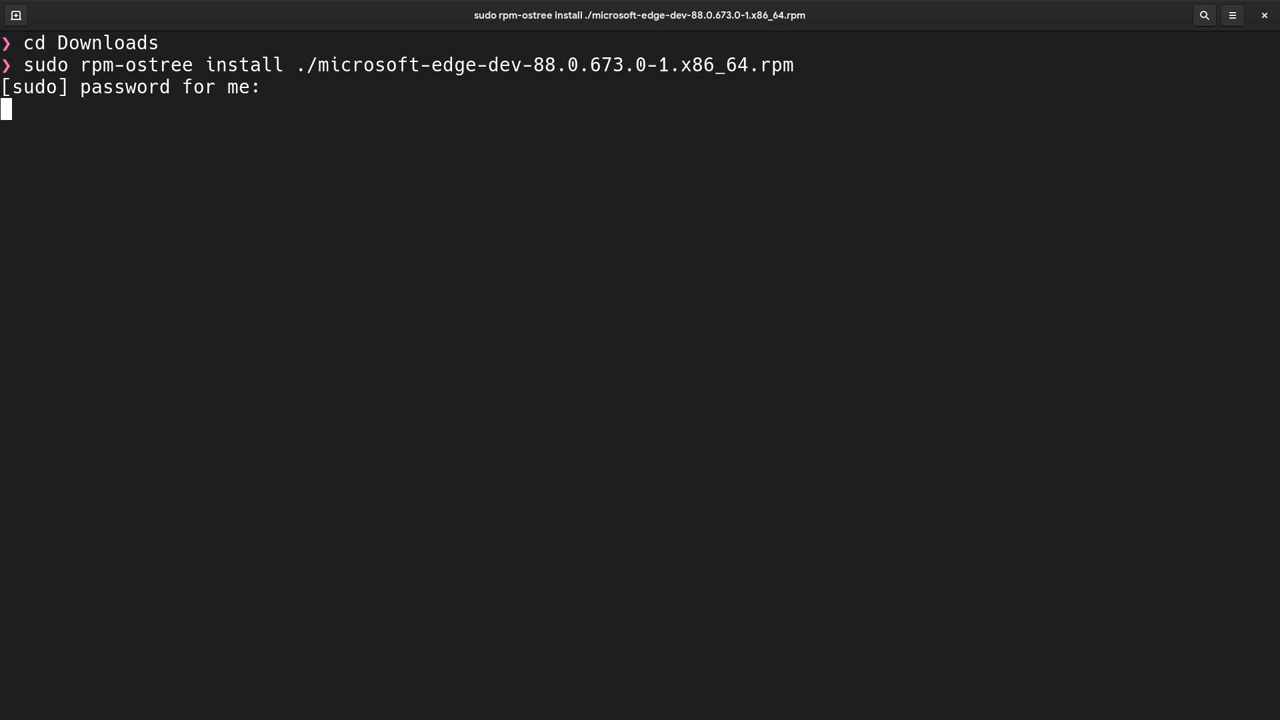 sudo rpm-ostree install ./microsoft-edge-dev-88.0.673.0-1.x86_64.rpm
❯ cd Downloads
❯ sudo rpm-ostree install ./microsoft-edge-dev-88.0.673.0-1.x86_64.rpm
[sudo] password for me: